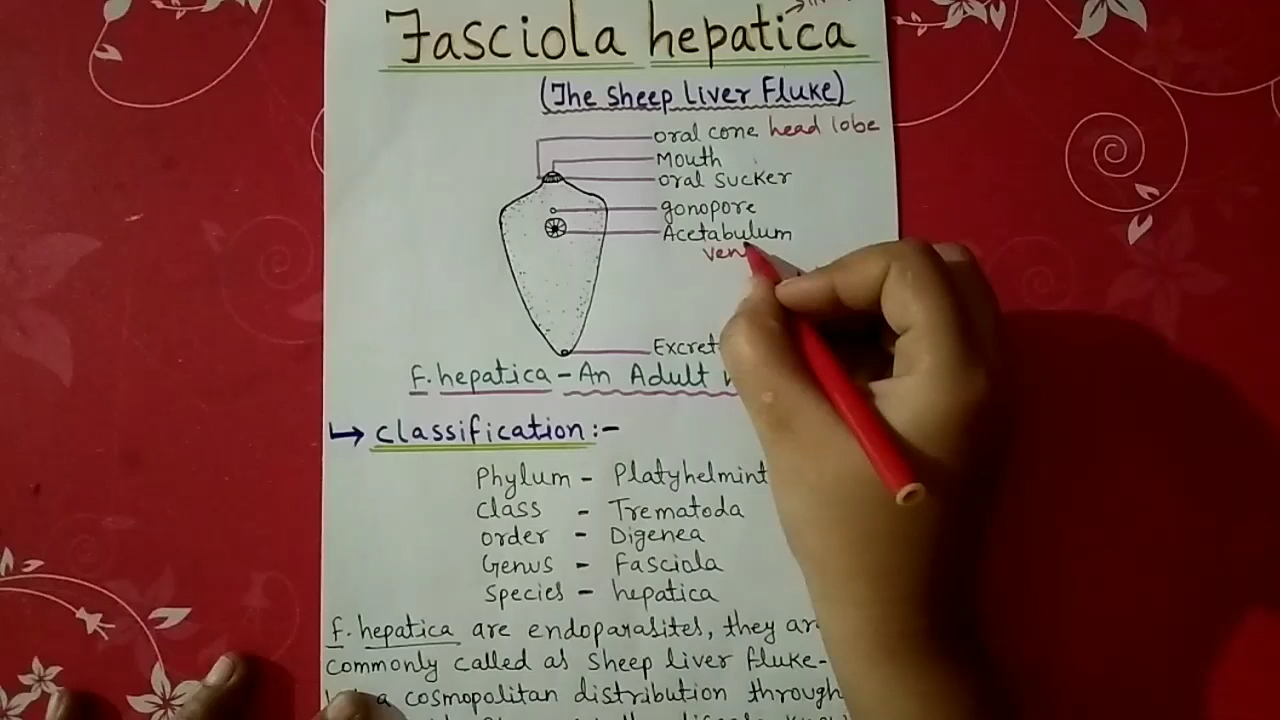 Fasciola hepatica
(The Sheep Liver Fluke)
oral cone head lobe
Mouth
oral sucker
gonopore
Acetabulum
ven
Excret
F. hepatica - An Adult
↳ classification:-
Phylum - Platyhelmint
class - Trematoda
order - Digenea
Genus - Fasciola
Species - hepatica
F. hepatica are endoparasites, they ar
commonly called as sheep liver fluke-
a cosmopolitan distribution through